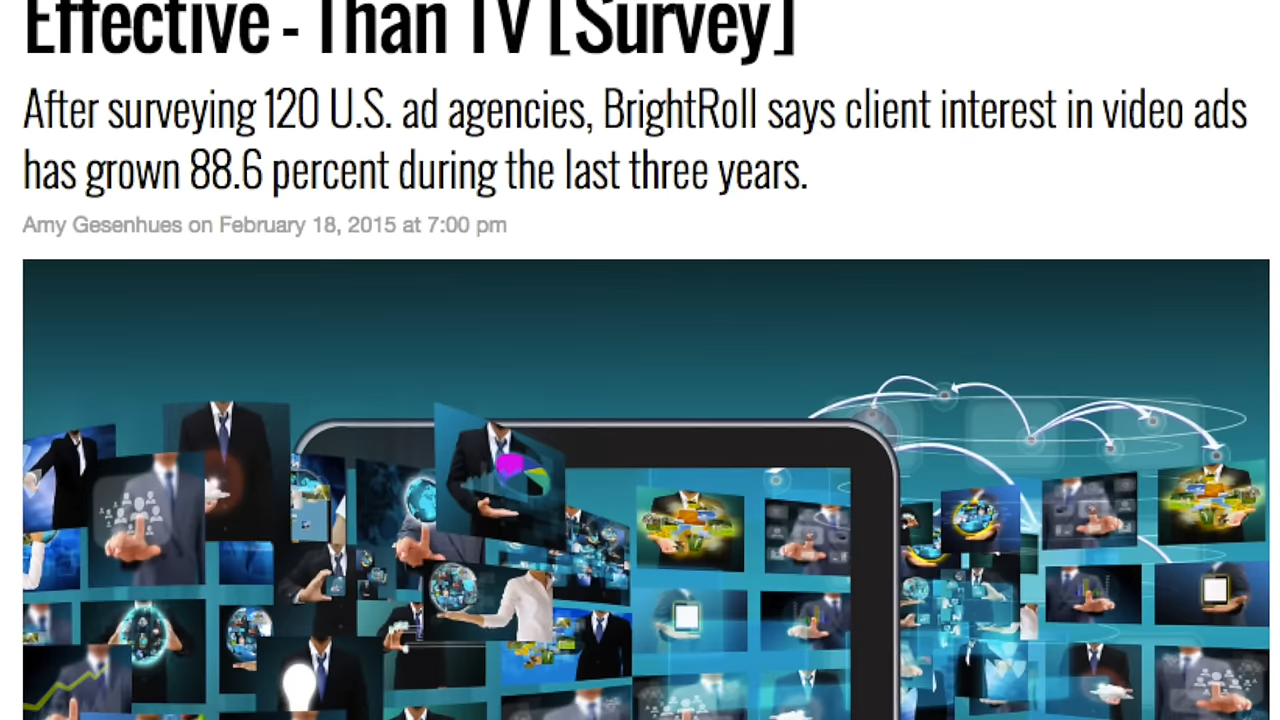 Effective - Than TV [Survey]
After surveying 120 U.S. ad agencies, BrightRoll says client interest in video ads
has grown 88.6 percent during the last three years.
Amy Gesenhues on February 18, 2015 at 7:00 pm